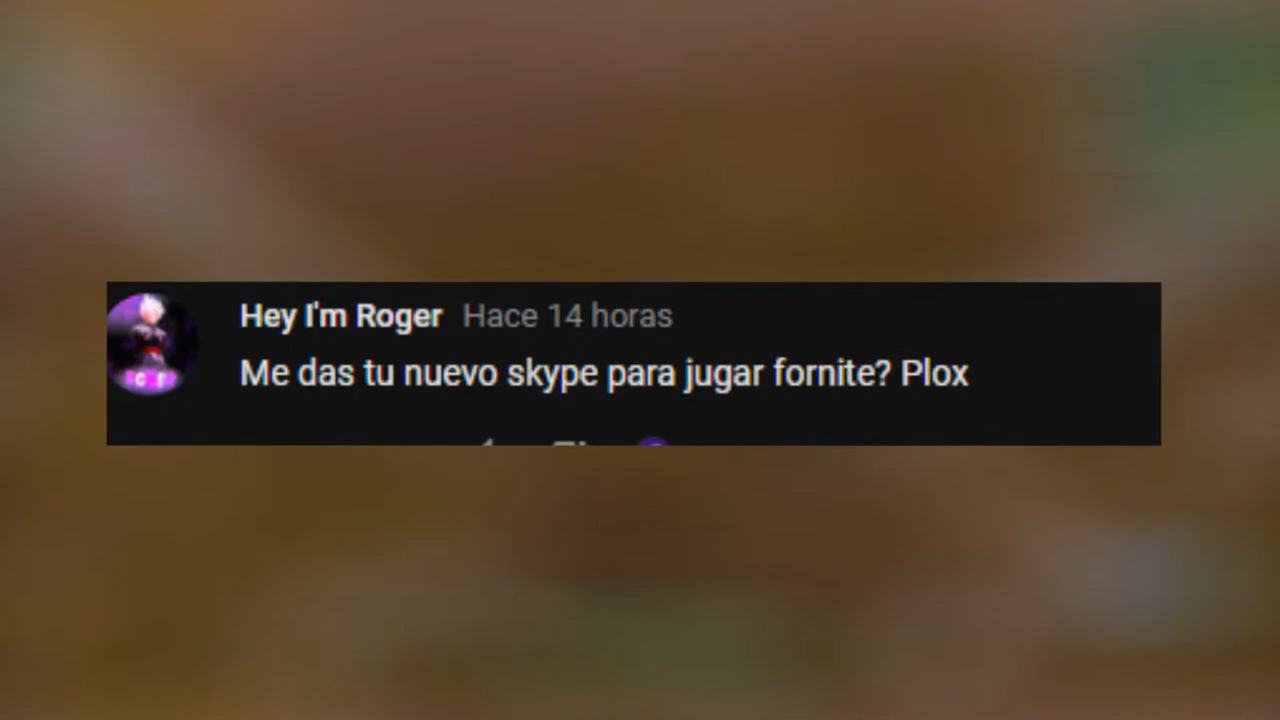 Hey I'm Roger Hace 14 horas
Me das tu nuevo skype para jugar fornite? Plox